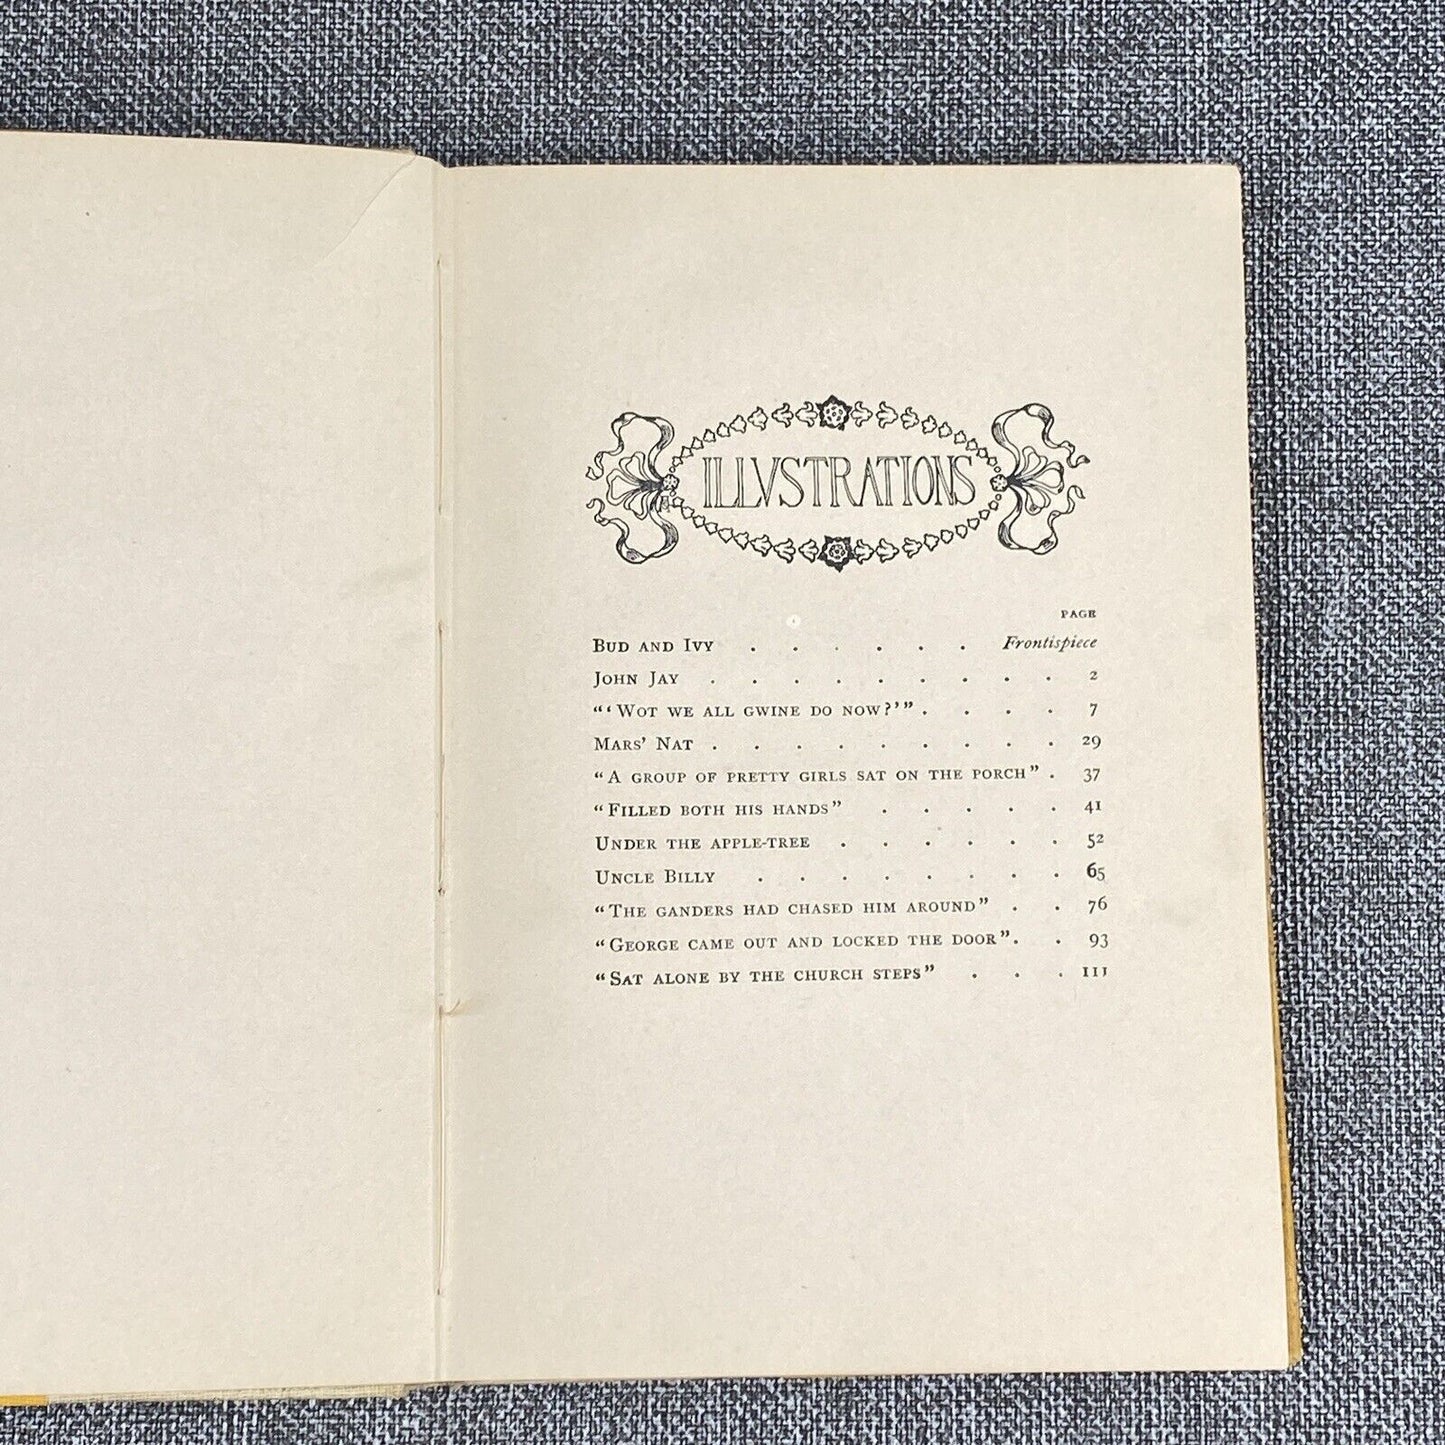 ILLVSTRATIONS
PAGE
BUD AND IVY . . . . . . Frontispiece
JOHN JAY . . . . . . . . . 2
"'WOT WE ALL GWINE DO NOW?'" . . . . 7
MARS' NAT . . . . . . . . . 29
"A GROUP OF PRETTY GIRLS SAT ON THE PORCH" . 37
"FILLED BOTH HIS HANDS" . . . . . 41
UNDER THE APPLE-TREE . . . . . . 52
UNCLE BILLY . . . . . . . . 65
"THE GANDERS HAD CHASED HIM AROUND" . . 76
"GEORGE CAME OUT AND LOCKED THE DOOR" . . 93
"SAT ALONE BY THE CHURCH STEPS" . . . 111